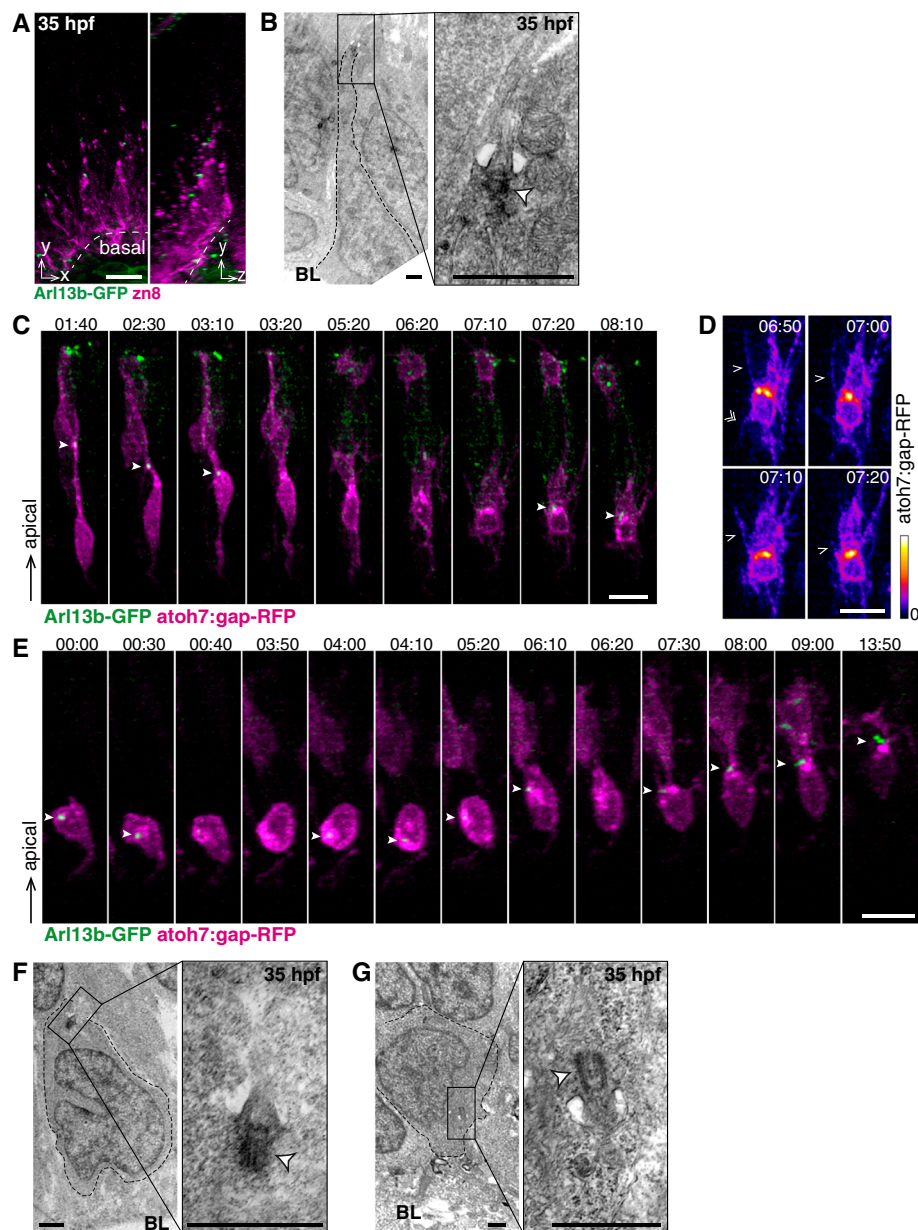 A 35 hpf
basal
y
x
y
z
Arl13b-GFP zn8
B 35 hpf
BL
C 01:40 02:30 03:10 03:20 05:20 06:20 07:10 07:20 08:10
apical
Arl13b-GFP atoh7:gap-RFP
D 06:50 07:00
07:10 07:20
atoh7:gap-RFP
0
E 00:00 00:30 00:40 03:50 04:00 04:10 05:20 06:10 06:20 07:30 08:00 09:00 13:50
apical
Arl13b-GFP atoh7:gap-RFP
F 35 hpf
BL
G 35 hpf
BL